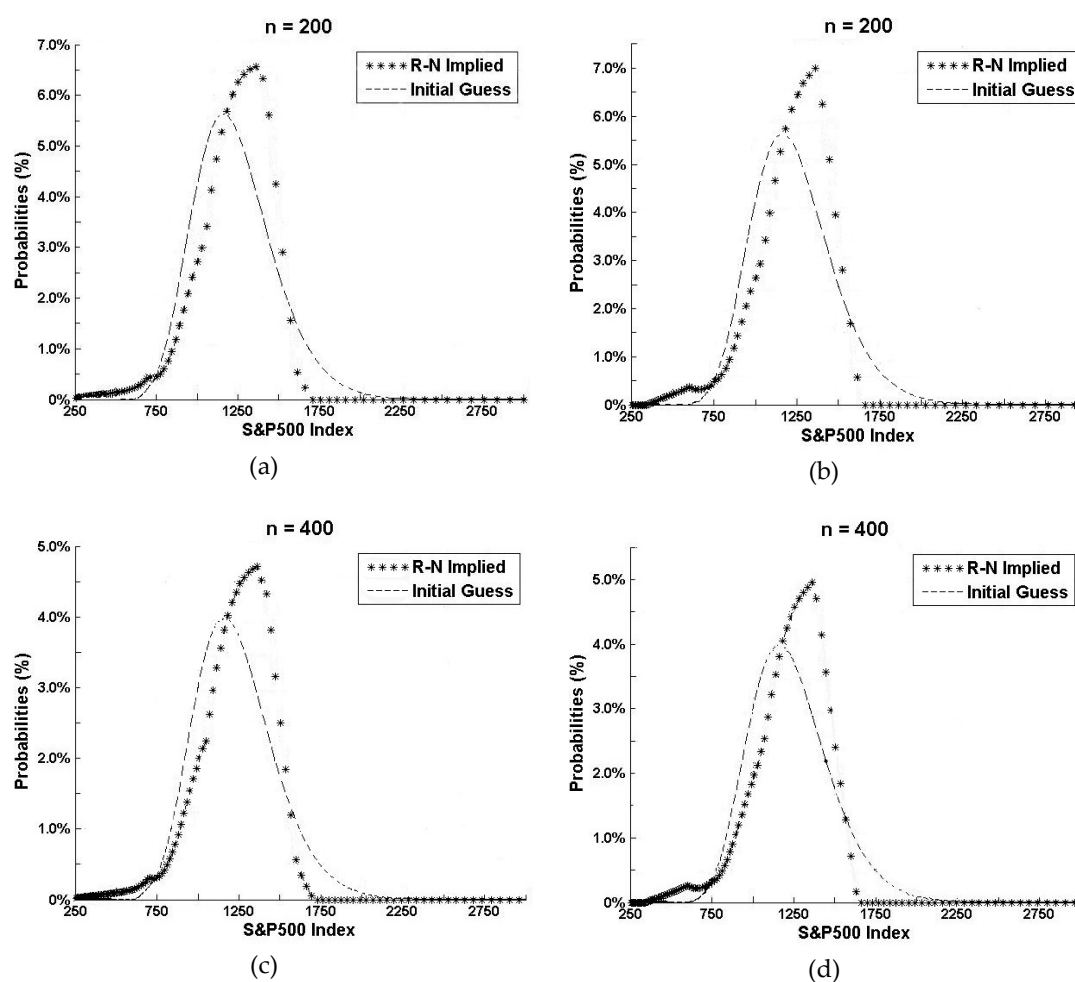 n = 200
7.0%
6.0%
5.0%
4.0%
3.0%
2.0%
1.0%
0%
Probabilities (%)
***** R-N Implied
Initial Guess
250 750 1250 1750 2250 2750
S&P500 Index
(a)
n = 200
7.0%
6.0%
5.0%
4.0%
3.0%
2.0%
1.0%
0%
Probabilities (%)
****** R-N Implied
Initial Guess
250 750 1250 1750 2250 2750
S&P500 Index
(b)
n = 400
5.0%
4.0%
3.0%
2.0%
1.0%
0%
Probabilities (%)
***** R-N Implied
Initial Guess
250 750 1250 1750 2250 2750
S&P500 Index
(c)
n = 400
5.0%
4.0%
3.0%
2.0%
1.0%
0%
Probabilities (%)
****** R-N Implied
Initial Guess
250 750 1250 1750 2250 2750
S&P500 Index
(d)